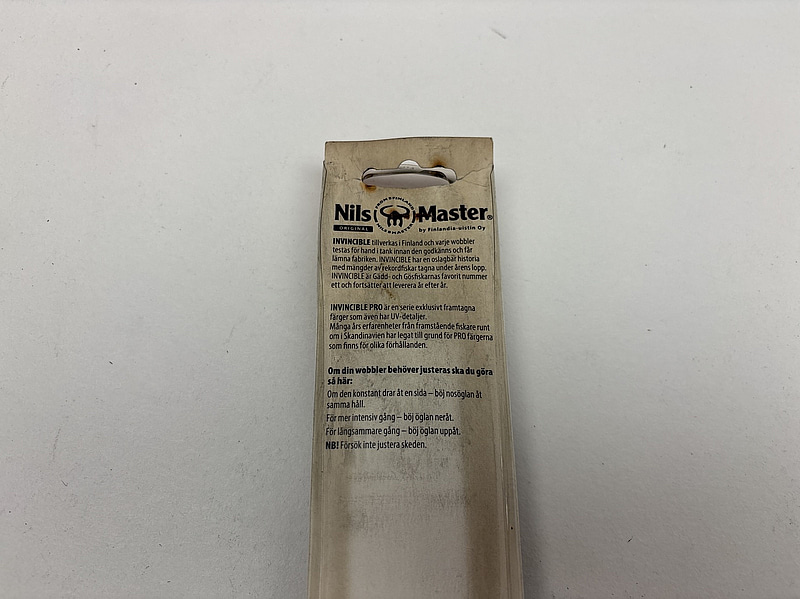 Nils Master®
FROM FINLAND
NILS MASTER
ORIGINAL
by Finlandia-uistin Oy
INVINCIBLE tillverkas i Finland och varje wobbler
testas för hand i tank innan den godkänns och får
lämna fabriken. INVINCIBLE har en oslagbar historia
med mängder av rekordfiskar tagna under årens lopp.
INVINCIBLE är Gädd- och Gösfiskarnas favorit nummer
ett och fortsätter att leverera år efter år.
INVINCIBLE PRO är en serie exklusivt framtagna
färger som även har UV-detaljer.
Många års erfarenheter från framstående fiskare runt
om i Skandinavien har legat till grund för PRO färgerna
som finns för olika förhållanden.
Om din wobbler behöver justeras ska du göra
så här:
Om den konstant drar åt en sida – böj nosöglan åt
samma håll.
För mer intensiv gång – böj öglan neråt.
För långsammare gång – böj öglan uppåt.
NB! Försök inte justera skeden.